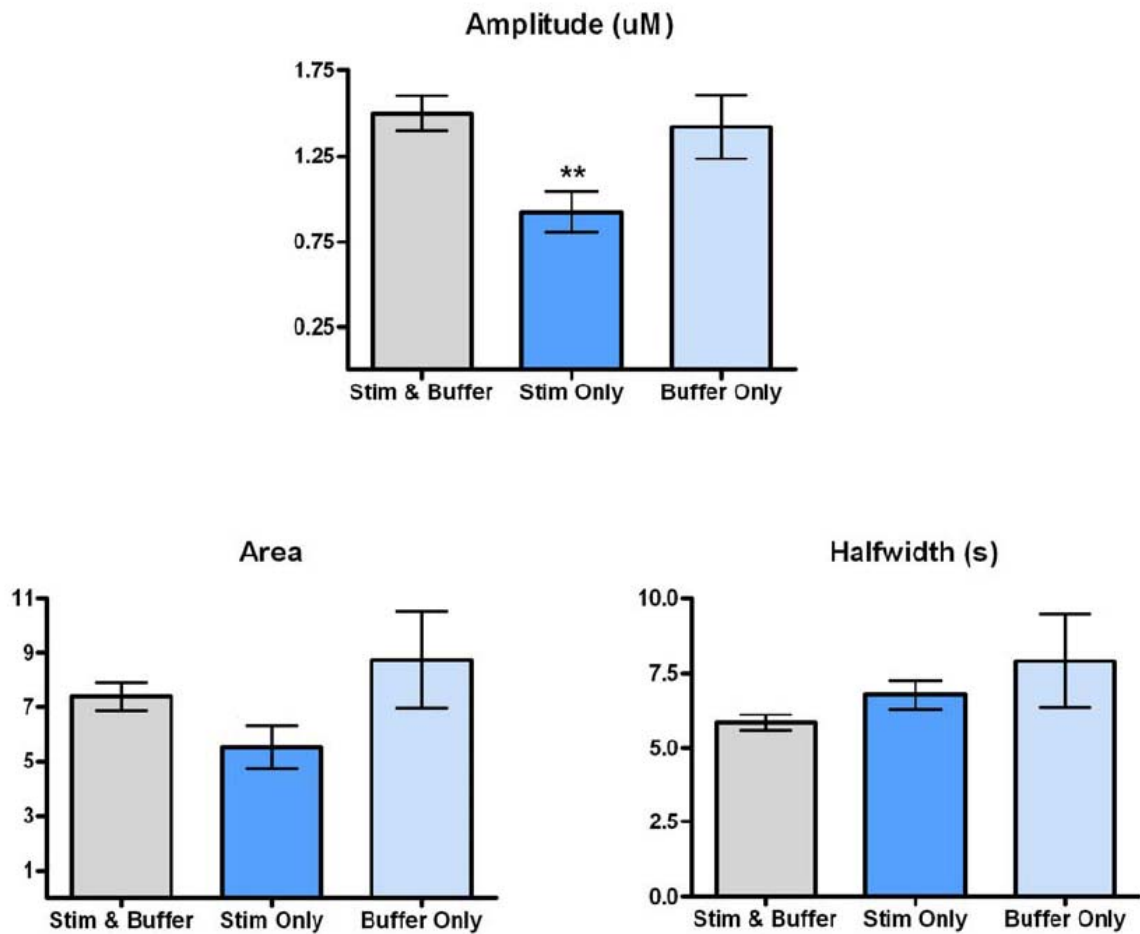 Amplitude (uM)
1.75
1.25
**
0.75
0.25
Stim & Buffer Stim Only Buffer Only
Area
11
9
7
5
3
1
Stim & Buffer Stim Only Buffer Only
Halfwidth (s)
10.0
7.5
5.0
2.5
0.0
Stim & Buffer Stim Only Buffer Only